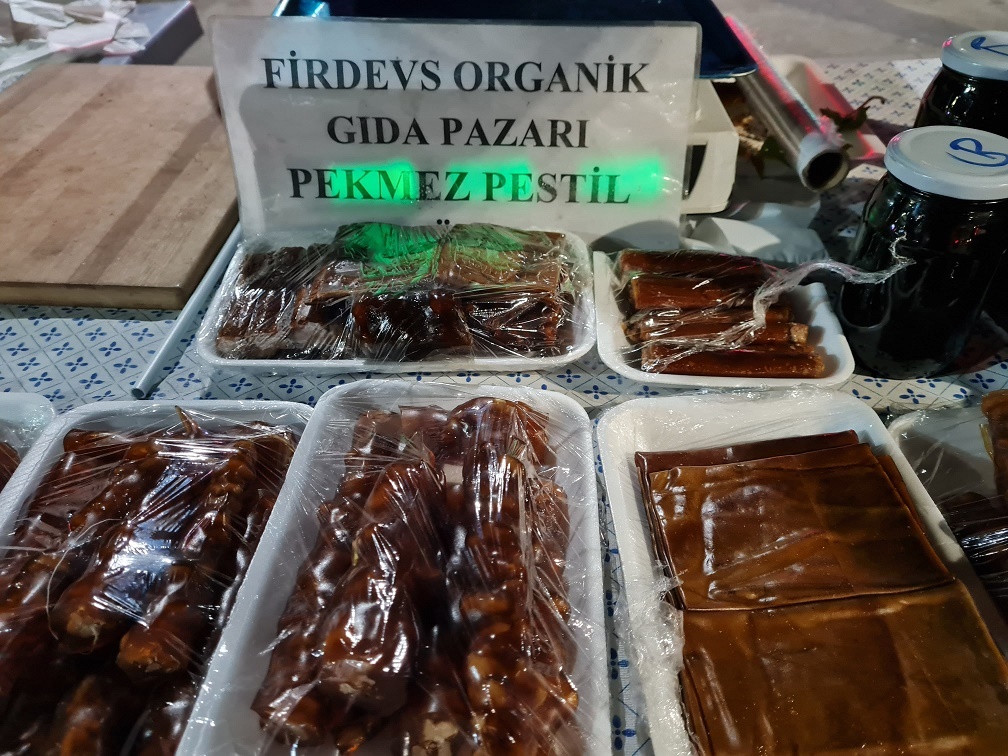 FİRDEVS ORGANİK
GIDA PAZARI
PEKMEZ PESTİL